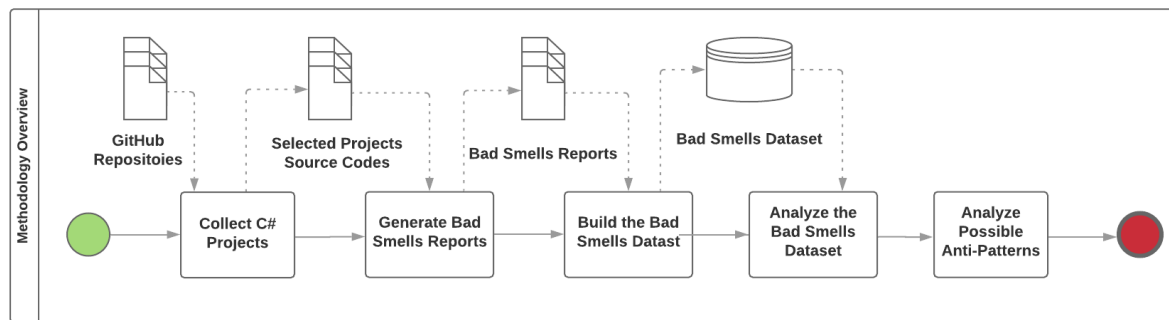 Methodology Overview
GitHub
Repositoies
Selected Projects
Source Codes
Bad Smells Reports
Bad Smells Dataset
Collect C#
Projects
Generate Bad
Smells Reports
Build the Bad
Smells Datast
Analyze the
Bad Smells
Dataset
Analyze
Possible
Anti-Patterns